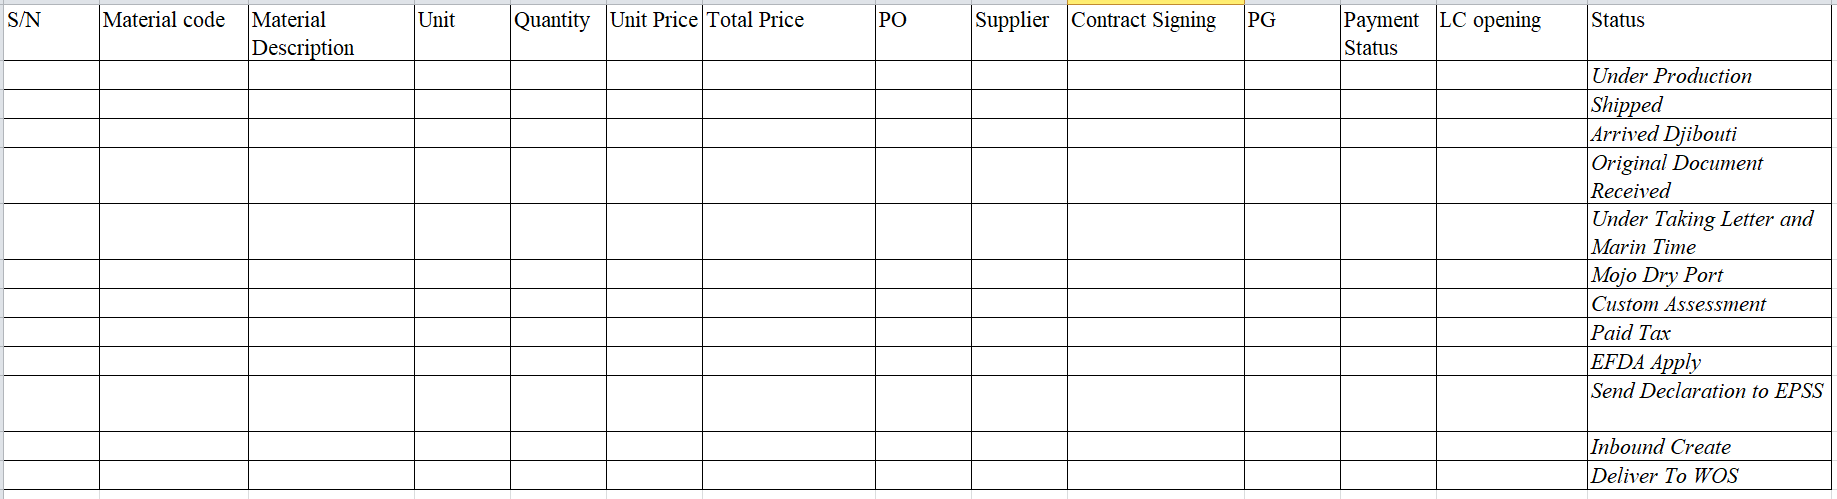 S/N Material code Material Unit Quantity Unit Price Total Price PO Supplier Contract Signing PG Payment LC opening Status
Description Status
Under Production
Shipped
Arrived Djibouti
Original Document
Received
Under Taking Letter and
Marin Time
Mojo Dry Port
Custom Assessment
Paid Tax
EFDA Apply
Send Declaration to EPSS
Inbound Create
Deliver To WOS